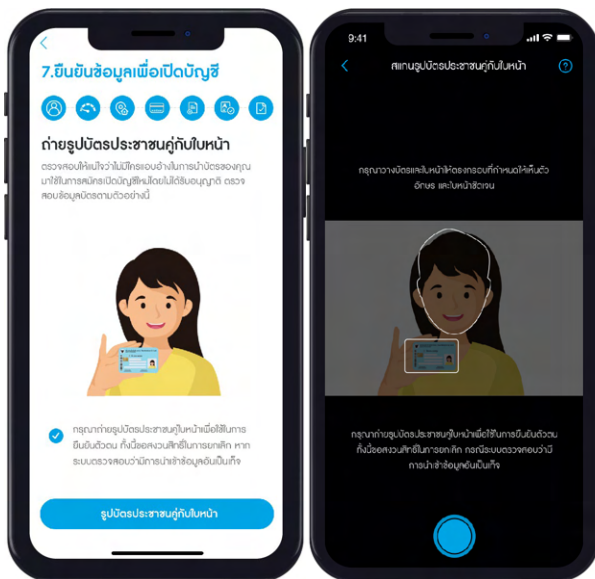 7.ยืนยันข้อมูลเพื่อเปิดบัญชี
ถ่ายรูปบัตรประชาชนคู่กับใบหน้า
ตรวจสอบให้แน่ใจว่าไม่มีใครแอบอ้างในการนำบัตรของคุณ
มาใช้ในการสมัครเปิดบัญชีใหม่โดยไม่ได้รับอนุญาติ ตรวจ
สอบข้อมูลบัตรตามตัวอย่างนี้
กรุณาถ่ายรูปบัตรประชาชนคู่ใบหน้าเพื่อใช้ในการ
ยืนยันตัวตน ทั้งนี้ขอสงวนสิทธิ์ในการยกเลิก หาก
ระบบตรวจสอบว่ามีการนำเข้าข้อมูลอันเป็นเท็จ
รูปบัตรประชาชนคู่กับใบหน้า
9:41
สแกนรูปบัตรประชาชนคู่กับใบหน้า
?
กรุณาวางบัตรและใบหน้าให้ตรงกรอบที่กำหนดให้เห็นตัว
อักษร และใบหน้าชัดเจน
กรุณาถ่ายรูปบัตรประชาชนคู่ใบหน้าเพื่อใช้ในการยืนยันตัวตน
ทั้งนี้ขอสงวนสิทธิ์ในการยกเลิก กรณีระบบตรวจสอบว่ามี
การนำเข้าข้อมูลอันเป็นเท็จ